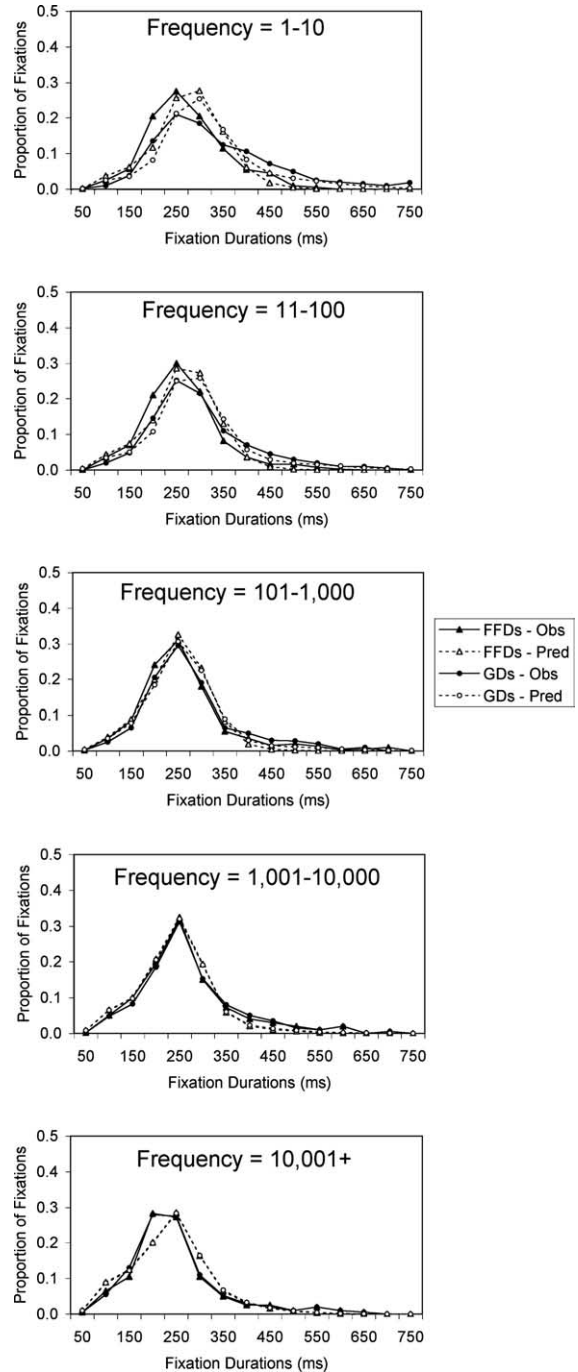 Frequency = 1-10
Proportion of Fixations
0.5
0.4
0.3
0.2
0.1
0.0
50 150 250 350 450 550 650 750
Fixation Durations (ms)
Frequency = 11-100
Proportion of Fixations
0.5
0.4
0.3
0.2
0.1
0.0
50 150 250 350 450 550 650 750
Fixation Durations (ms)
Frequency = 101-1,000
Proportion of Fixations
0.5
0.4
0.3
0.2
0.1
0.0
50 150 250 350 450 550 650 750
Fixation Durations (ms)
FFDs - Obs
FFDs - Pred
GDs - Obs
GDs - Pred
Frequency = 1,001-10,000
Proportion of Fixations
0.5
0.4
0.3
0.2
0.1
0.0
50 150 250 350 450 550 650 750
Fixation Durations (ms)
Frequency = 10,001+
Proportion of Fixations
0.5
0.4
0.3
0.2
0.1
0.0
50 150 250 350 450 550 650 750
Fixation Durations (ms)